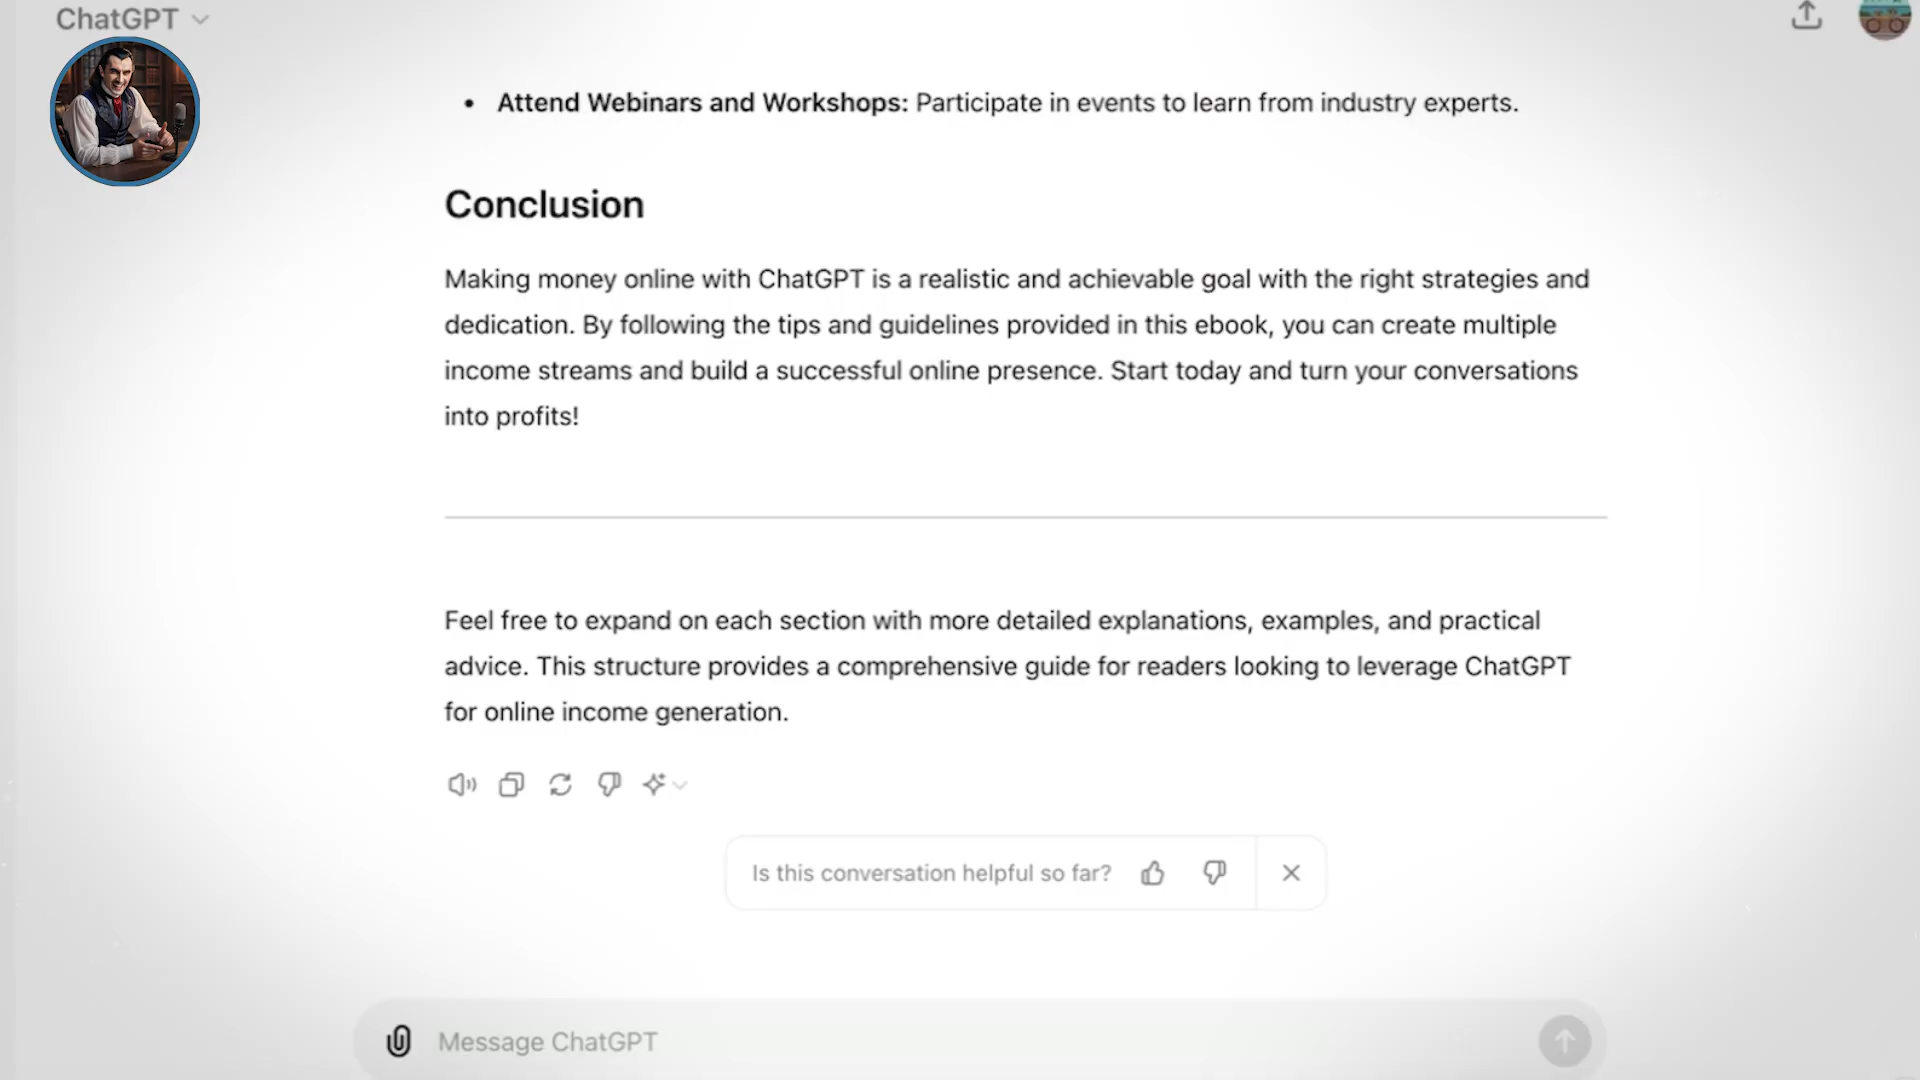 ChatGPT
• Attend Webinars and Workshops: Participate in events to learn from industry experts.
Conclusion
Making money online with ChatGPT is a realistic and achievable goal with the right strategies and
dedication. By following the tips and guidelines provided in this ebook, you can create multiple
income streams and build a successful online presence. Start today and turn your conversations
into profits!
Feel free to expand on each section with more detailed explanations, examples, and practical
advice. This structure provides a comprehensive guide for readers looking to leverage ChatGPT
for online income generation.
Is this conversation helpful so far?
Message ChatGPT